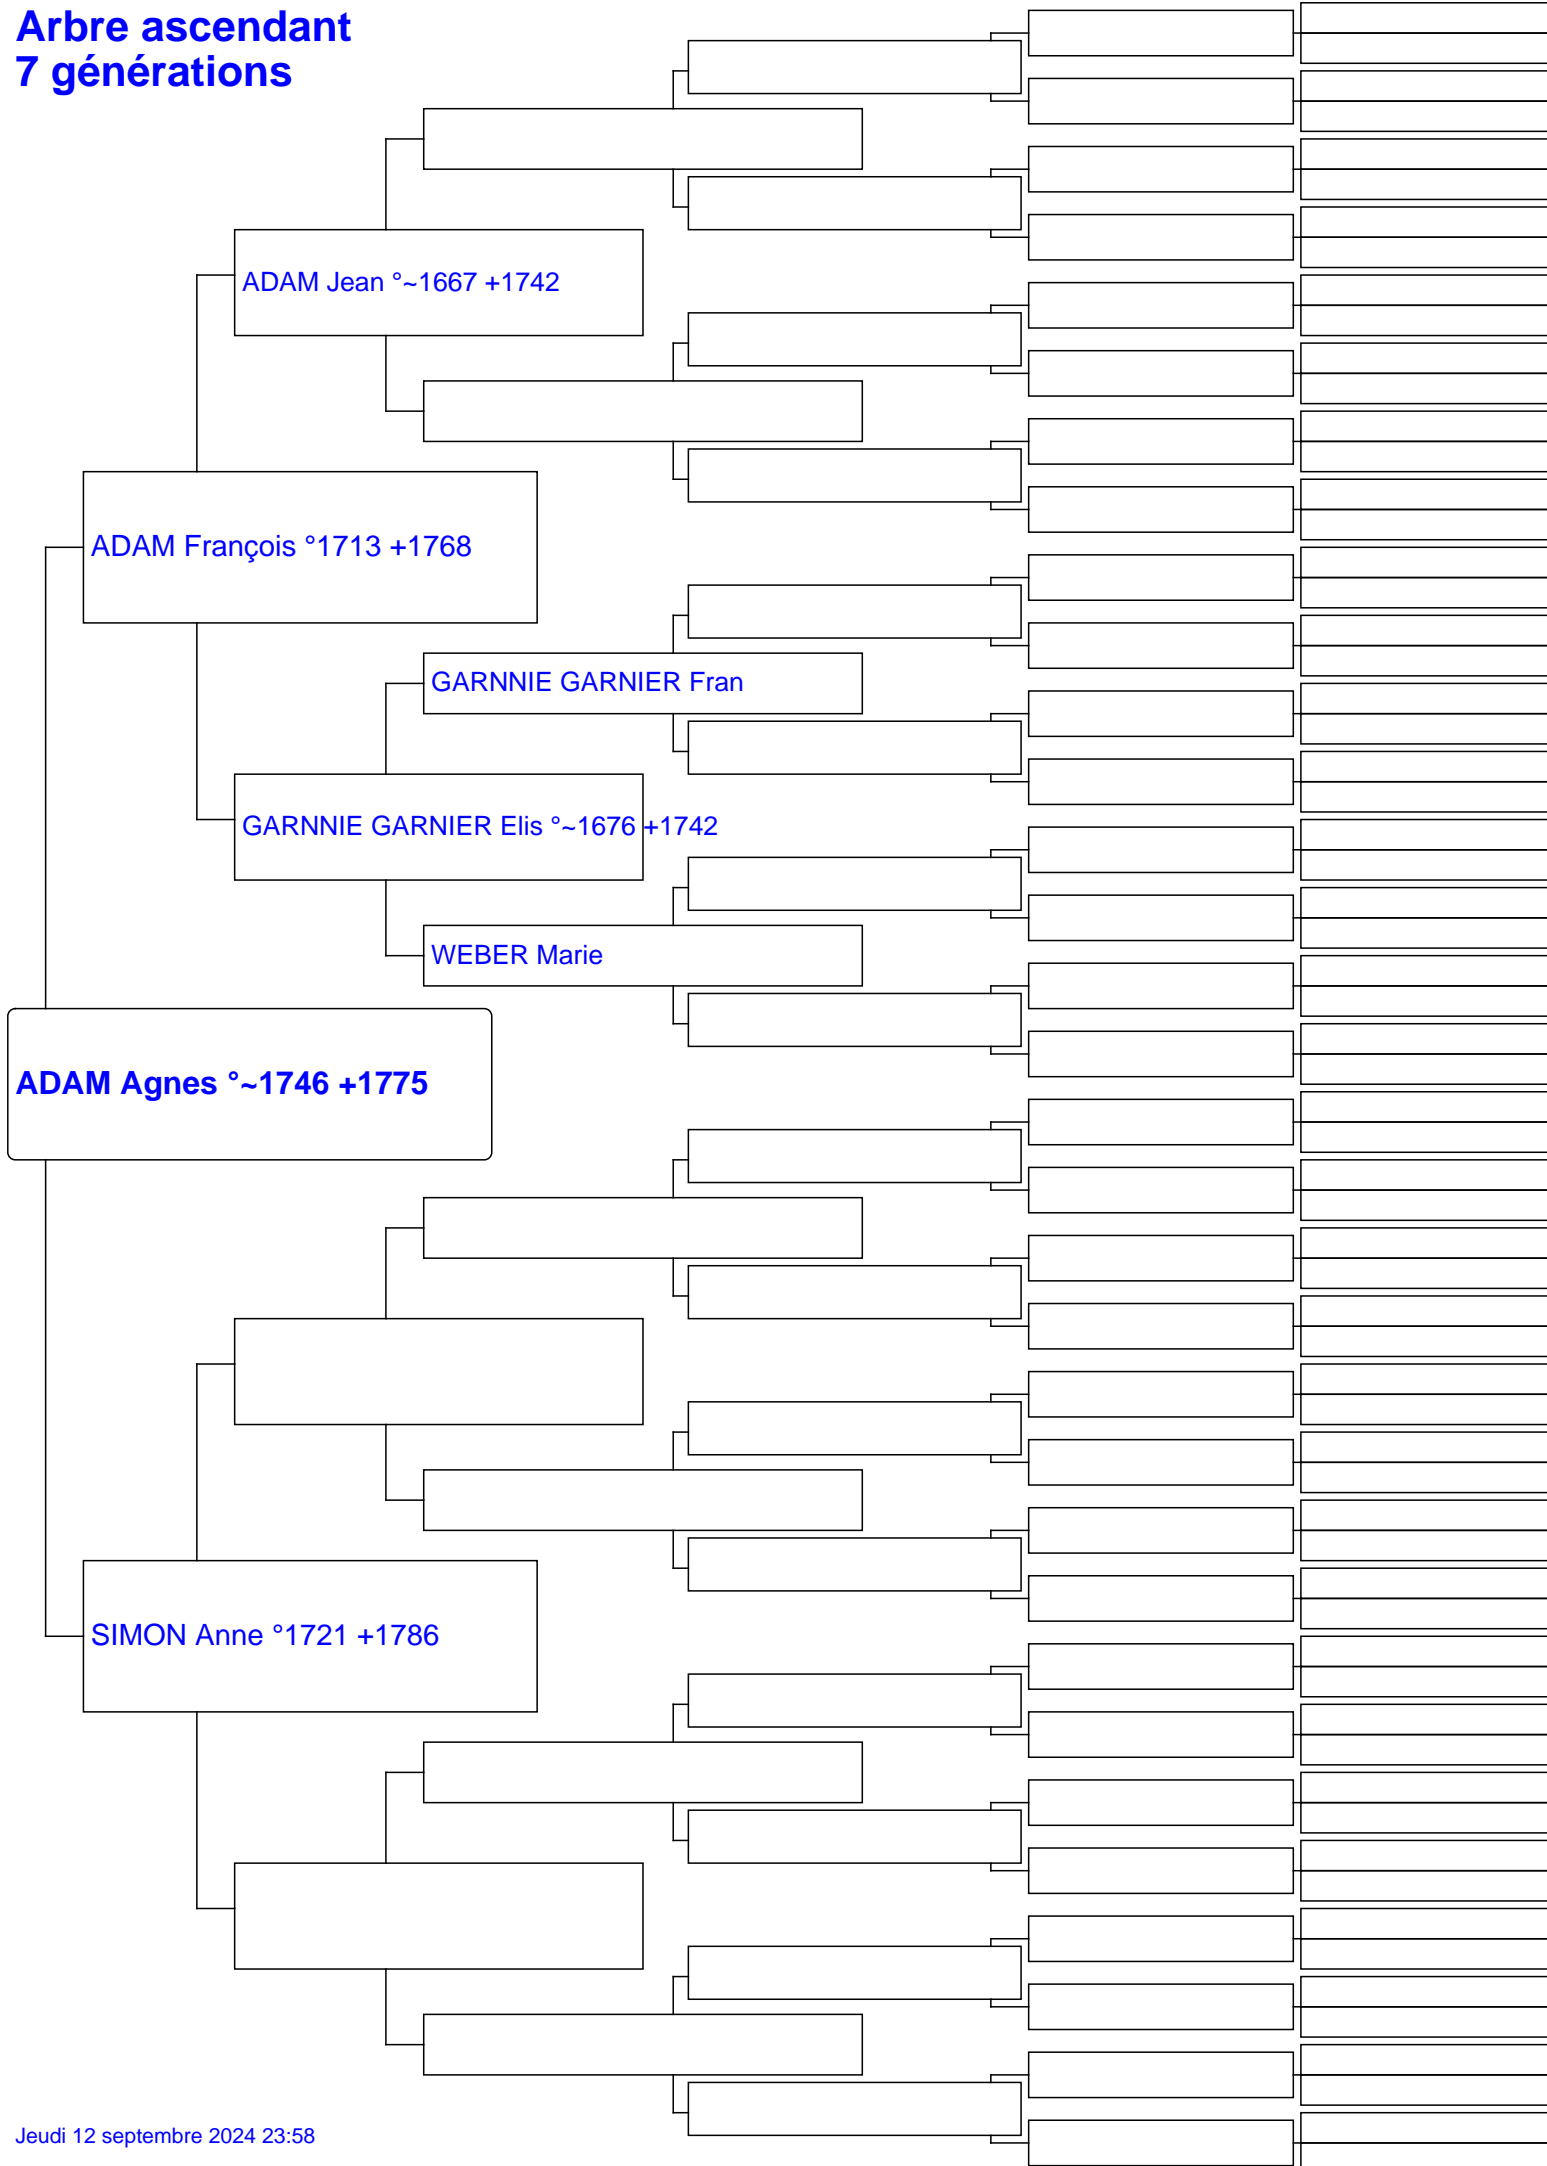 Arbre ascendant
7 générations
ADAM Jean °~1667 +1742
ADAM François °1713 +1768
GARNNIE GARNIER Fran
GARNNIE GARNIER Elis °~1676 +1742
WEBER Marie
ADAM Agnes °~1746 +1775
SIMON Anne °1721 +1786
Jeudi 12 septembre 2024 23:58